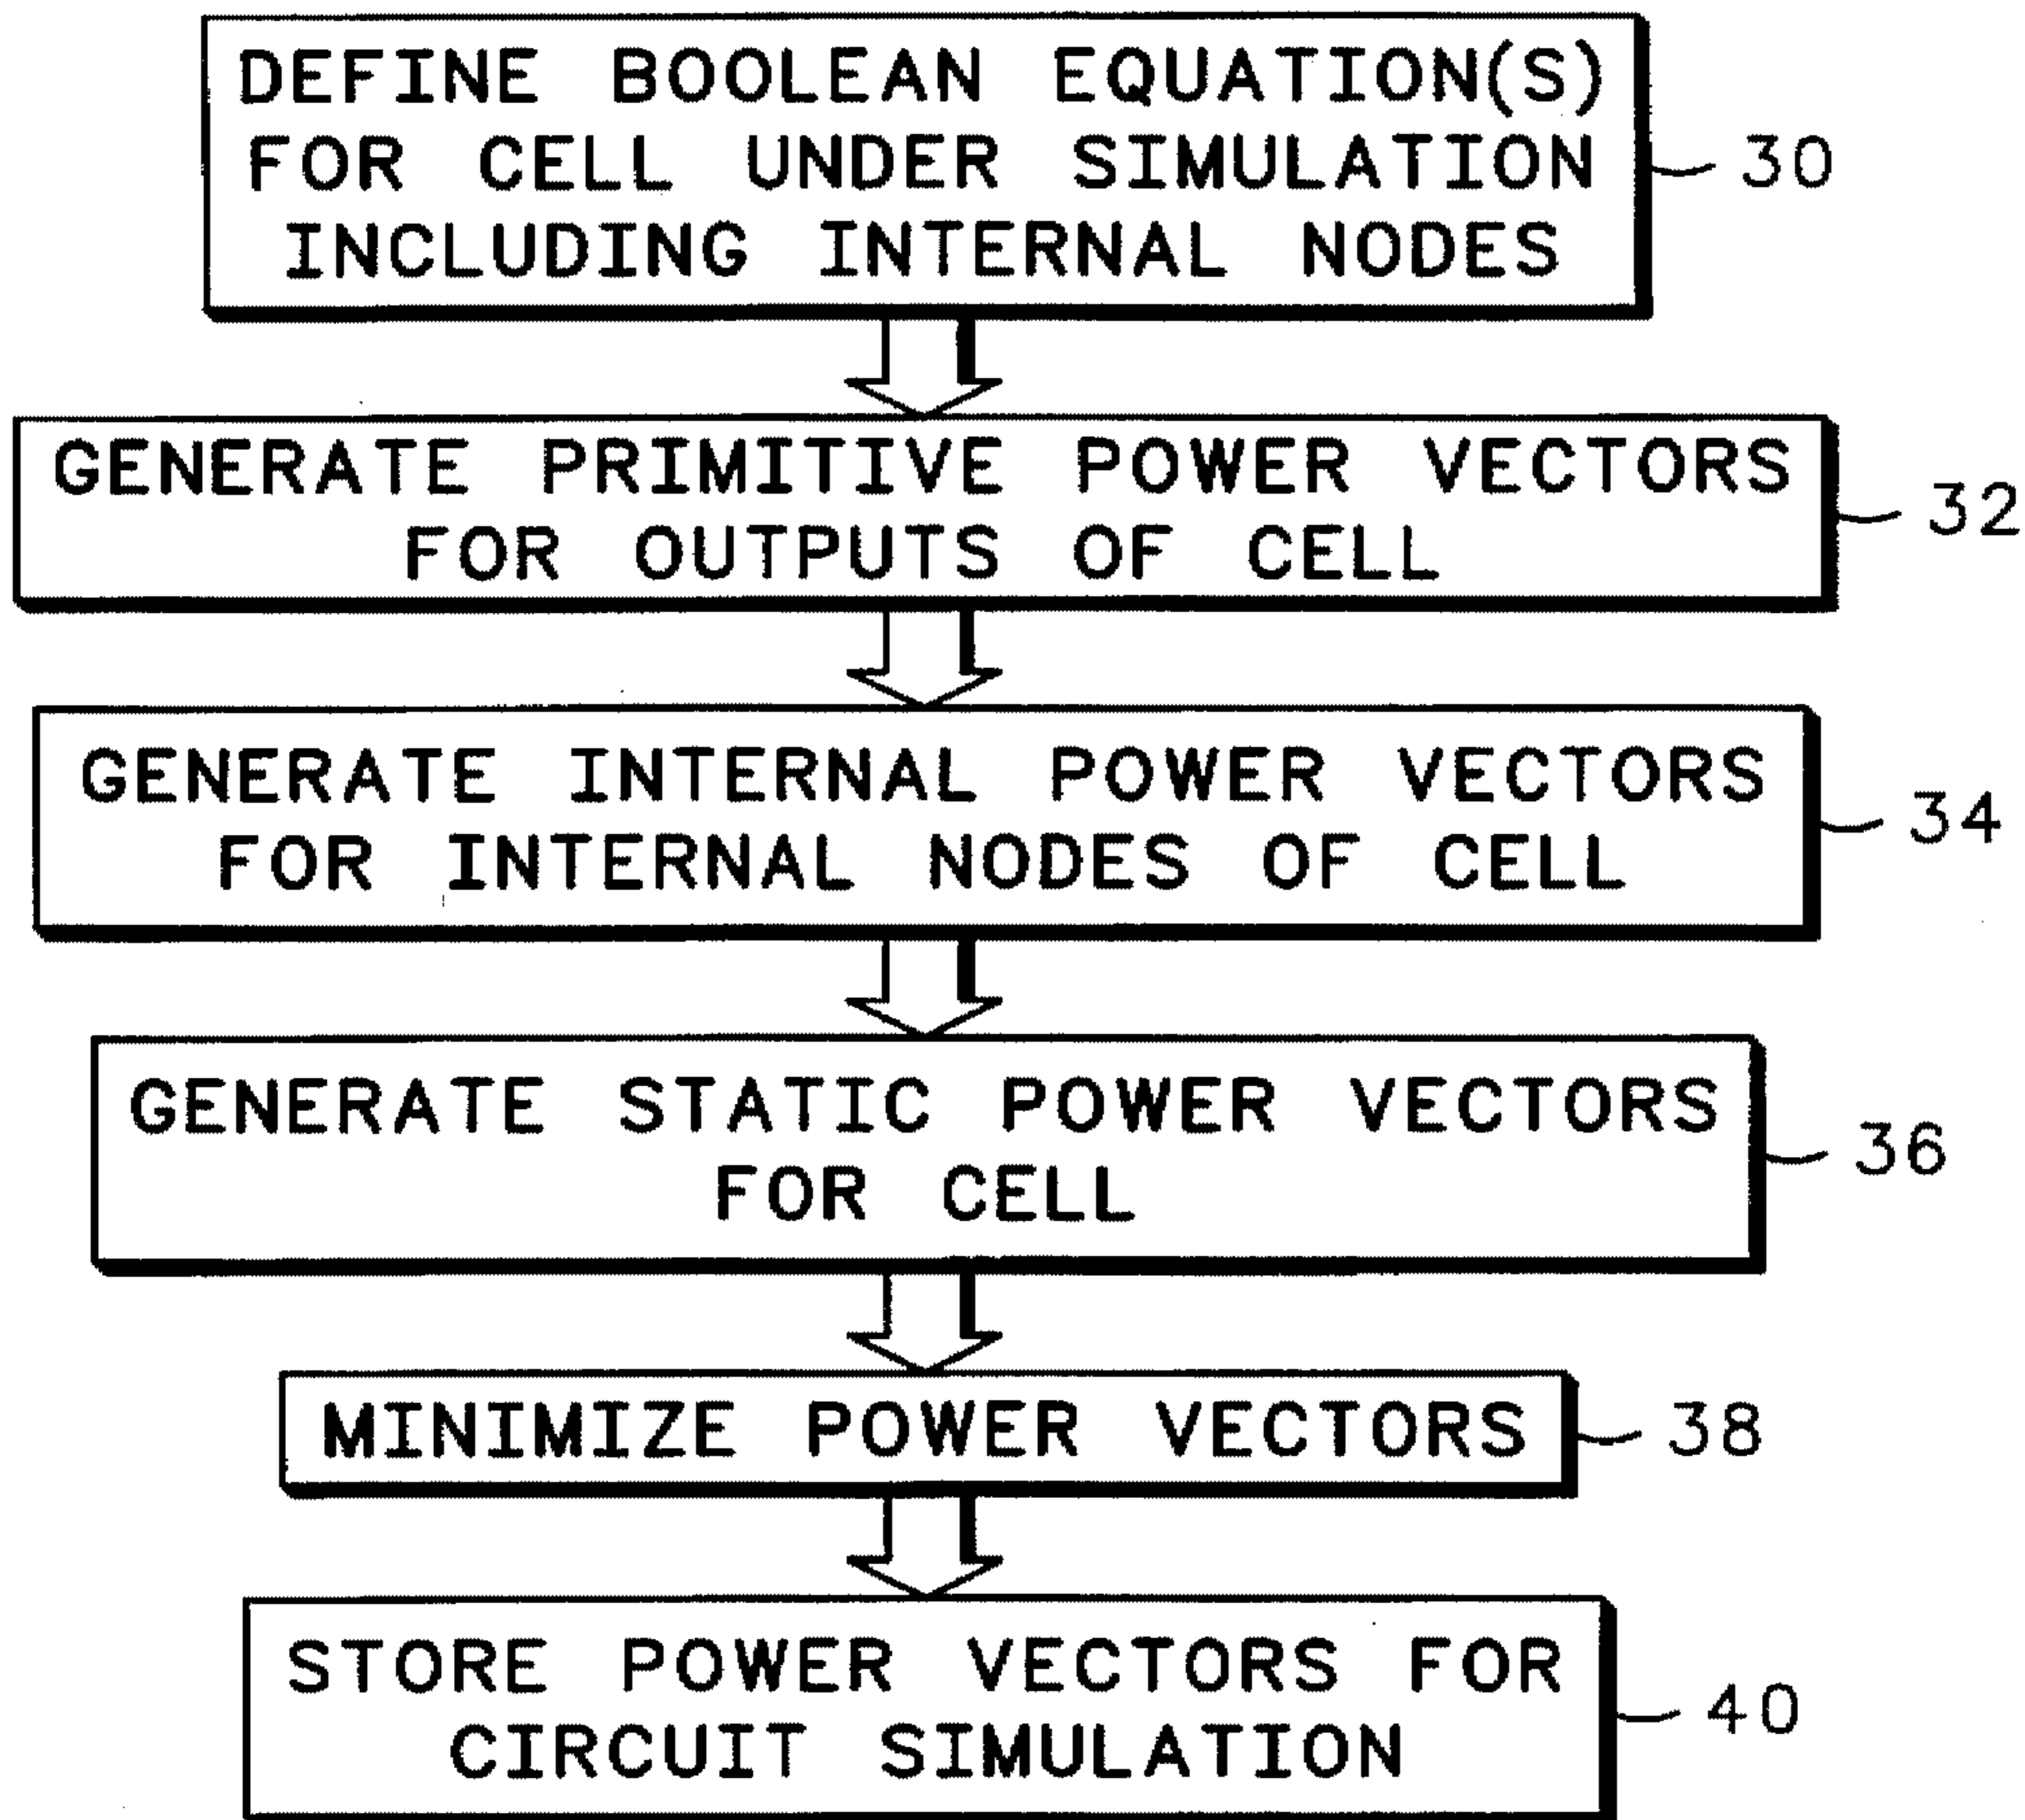 DEFINE BOOLEAN EQUATION(S)
FOR CELL UNDER SIMULATION
INCLUDING INTERNAL NODES
30
GENERATE PRIMITIVE POWER VECTORS
FOR OUTPUTS OF CELL
32
GENERATE INTERNAL POWER VECTORS
FOR INTERNAL NODES OF CELL
34
GENERATE STATIC POWER VECTORS
FOR CELL
36
MINIMIZE POWER VECTORS
38
STORE POWER VECTORS FOR
CIRCUIT SIMULATION
40